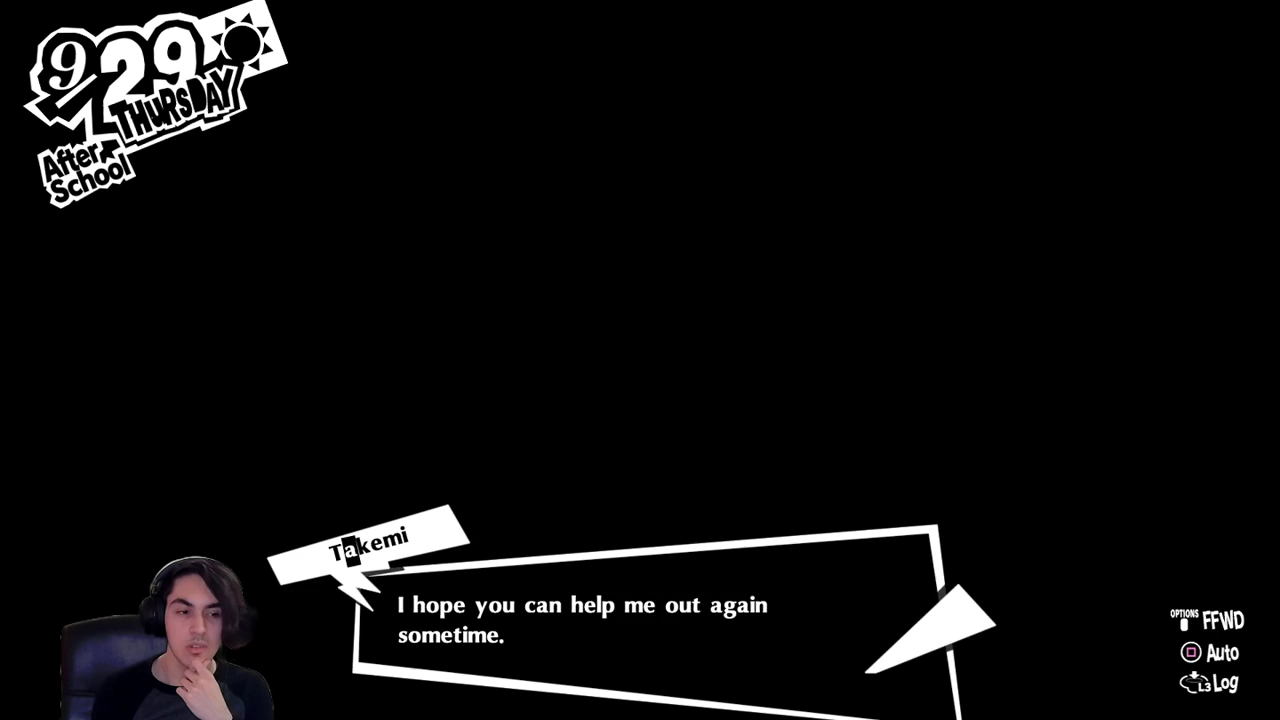 9/29
THURSDAY
After
School
Takemi
I hope you can help me out again
sometime.
OPTIONS FFWD
Auto
L3 Log